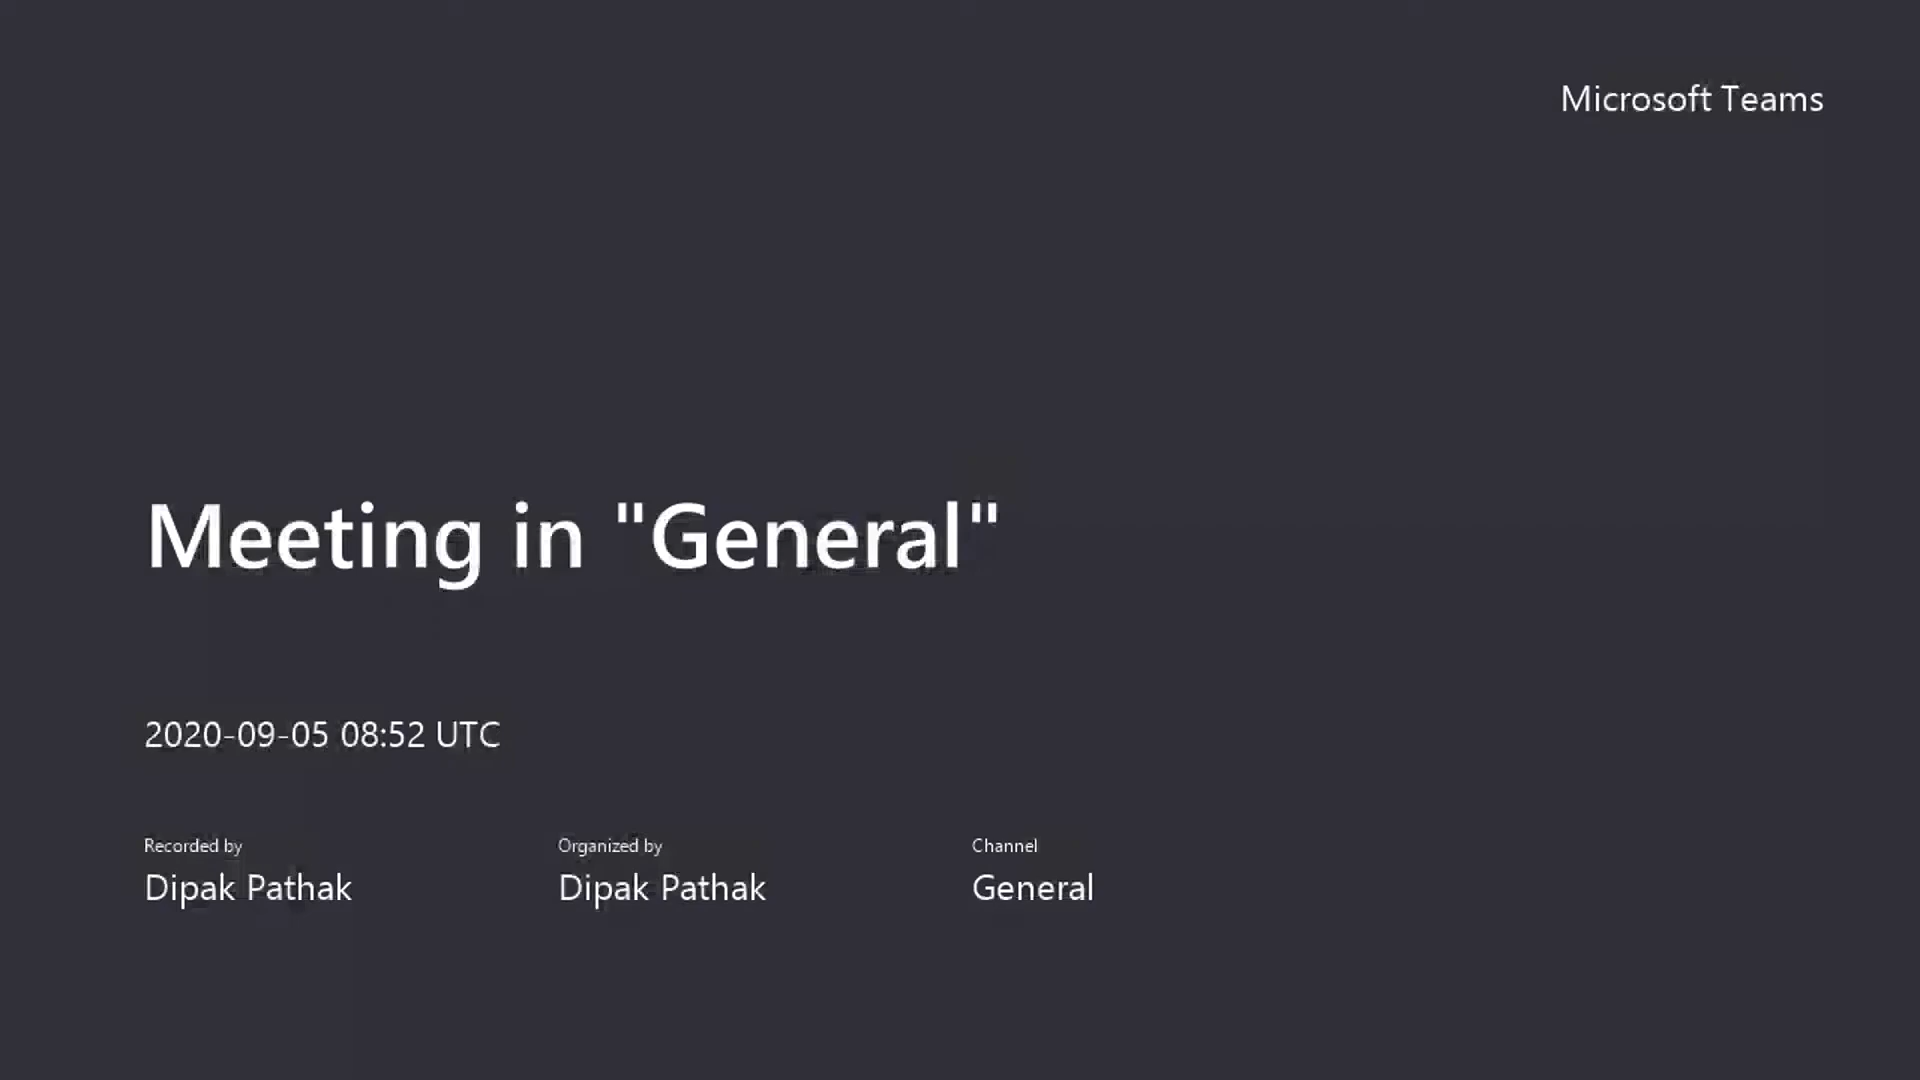 Microsoft Teams
Meeting in "General"
2020-09-05 08:52 UTC
Recorded by
Dipak Pathak
Organized by
Dipak Pathak
Channel
General